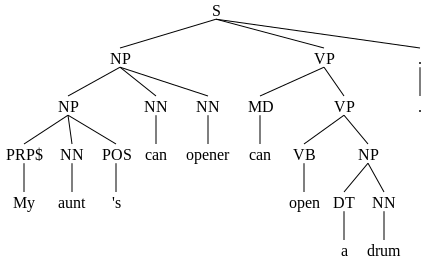 S
NP VP .
NP NN NN MD VP .
PRP$ NN POS can opener can VB NP
My aunt 's open DT NN
a drum